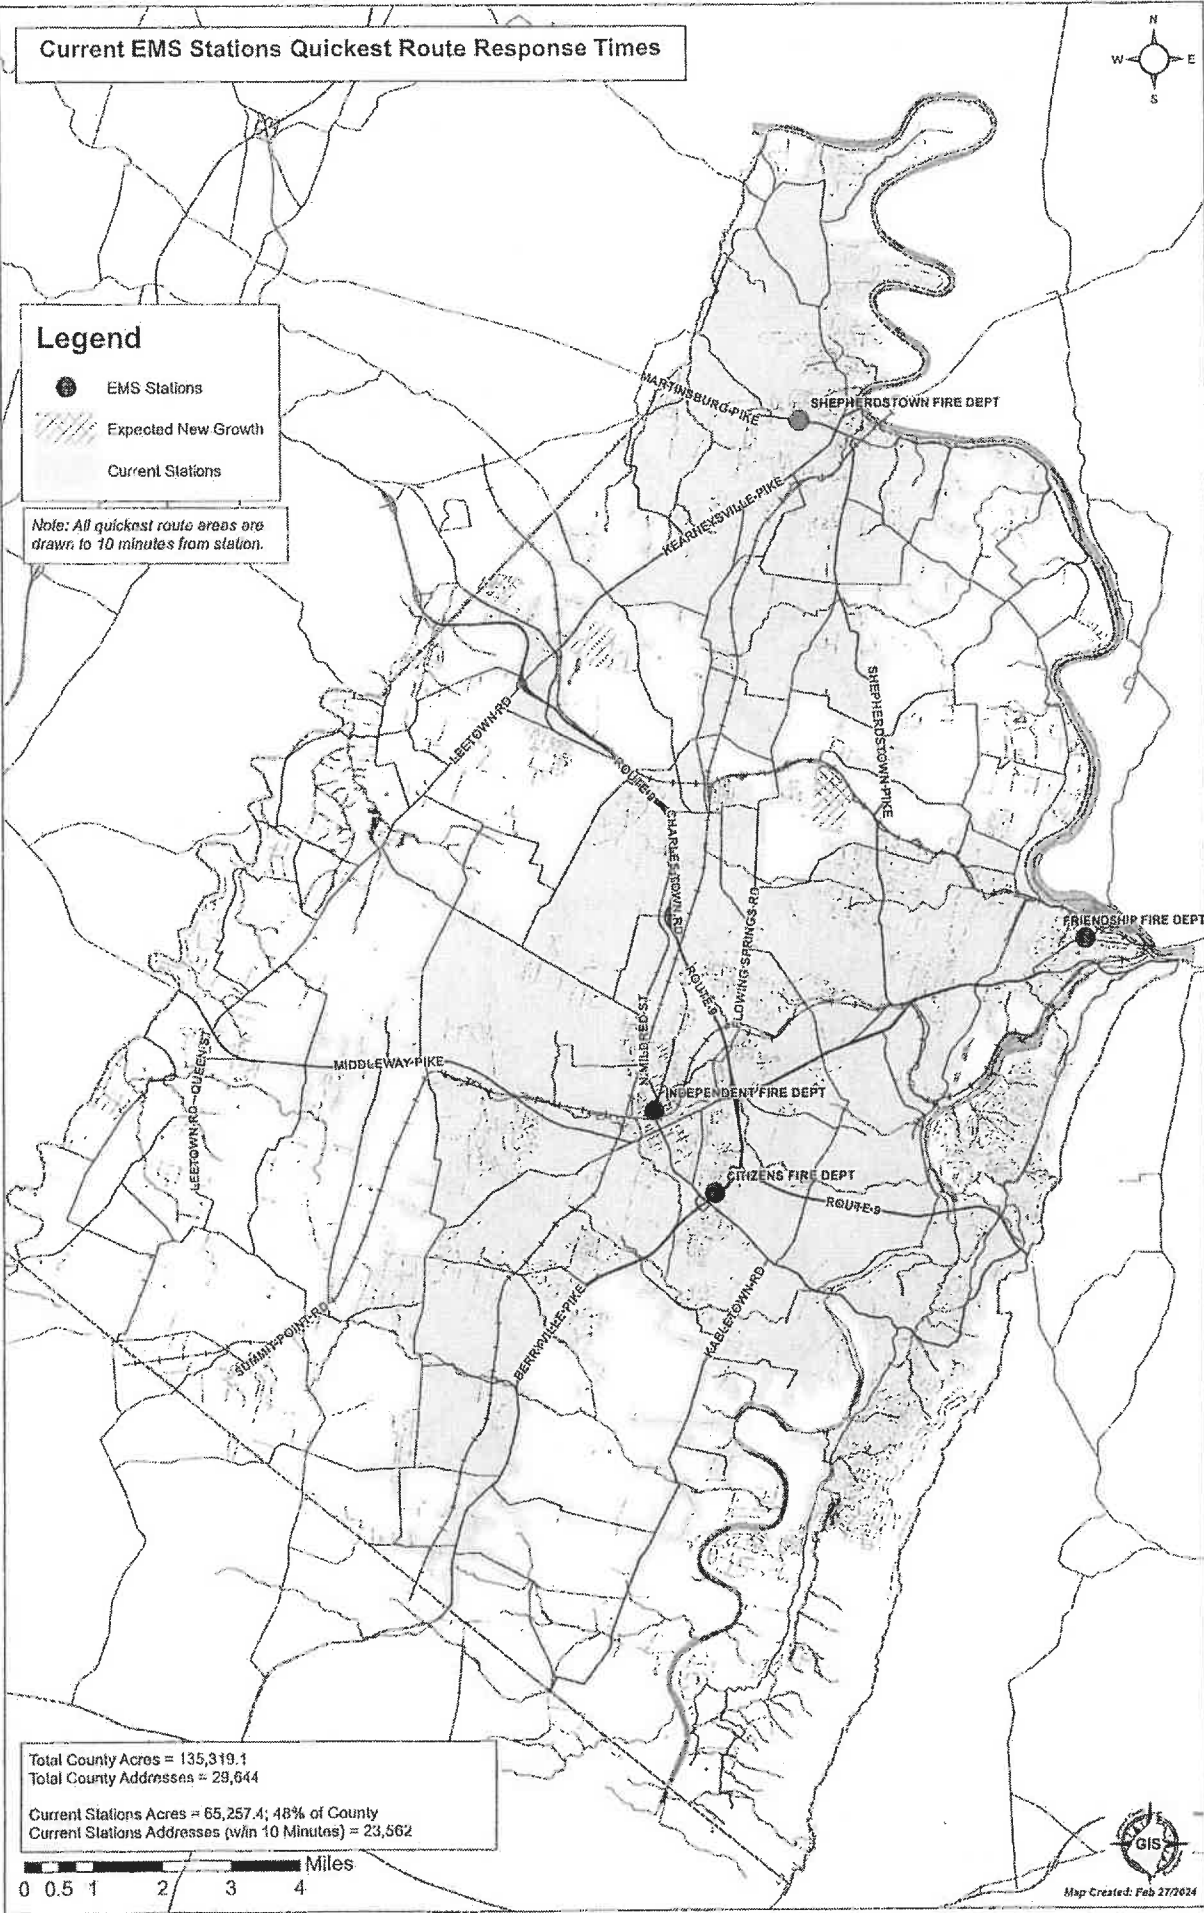 Current EMS Stations Quickest Route Response Times
N
W E
S
Legend
EMS Stations
Expected New Growth
Current Stations
Note: All quickest route areas are
drawn to 10 minutes from station.
MARTINSBURG PIKE
SHEPHERDSTOWN FIRE DEPT
KEARNEYSVILLE PIKE
SHEPHERDSTOWN PIKE
LEETOWN RD
ROUTE 9
CHARLES TOWN RD
FLOWING SPRINGS RD
FRIENDSHIP FIRE DEPT
ROUTE 9
N MILDRED ST
MIDDLEWAY PIKE
INDEPENDENT FIRE DEPT
LEETOWN RD - QUEEN ST
CITIZENS FIRE DEPT
ROUTE 9
KABLETOWN RD
BERRYVILLE PIKE
SUMMIT POINT RD
Total County Acres = 135,319.1
Total County Addresses = 29,644
Current Stations Acres = 65,257.4; 48% of County
Current Stations Addresses (w/in 10 Minutes) = 23,562
Miles
0 0.5 1 2 3 4
GIS
Map Created: Feb 27/2024